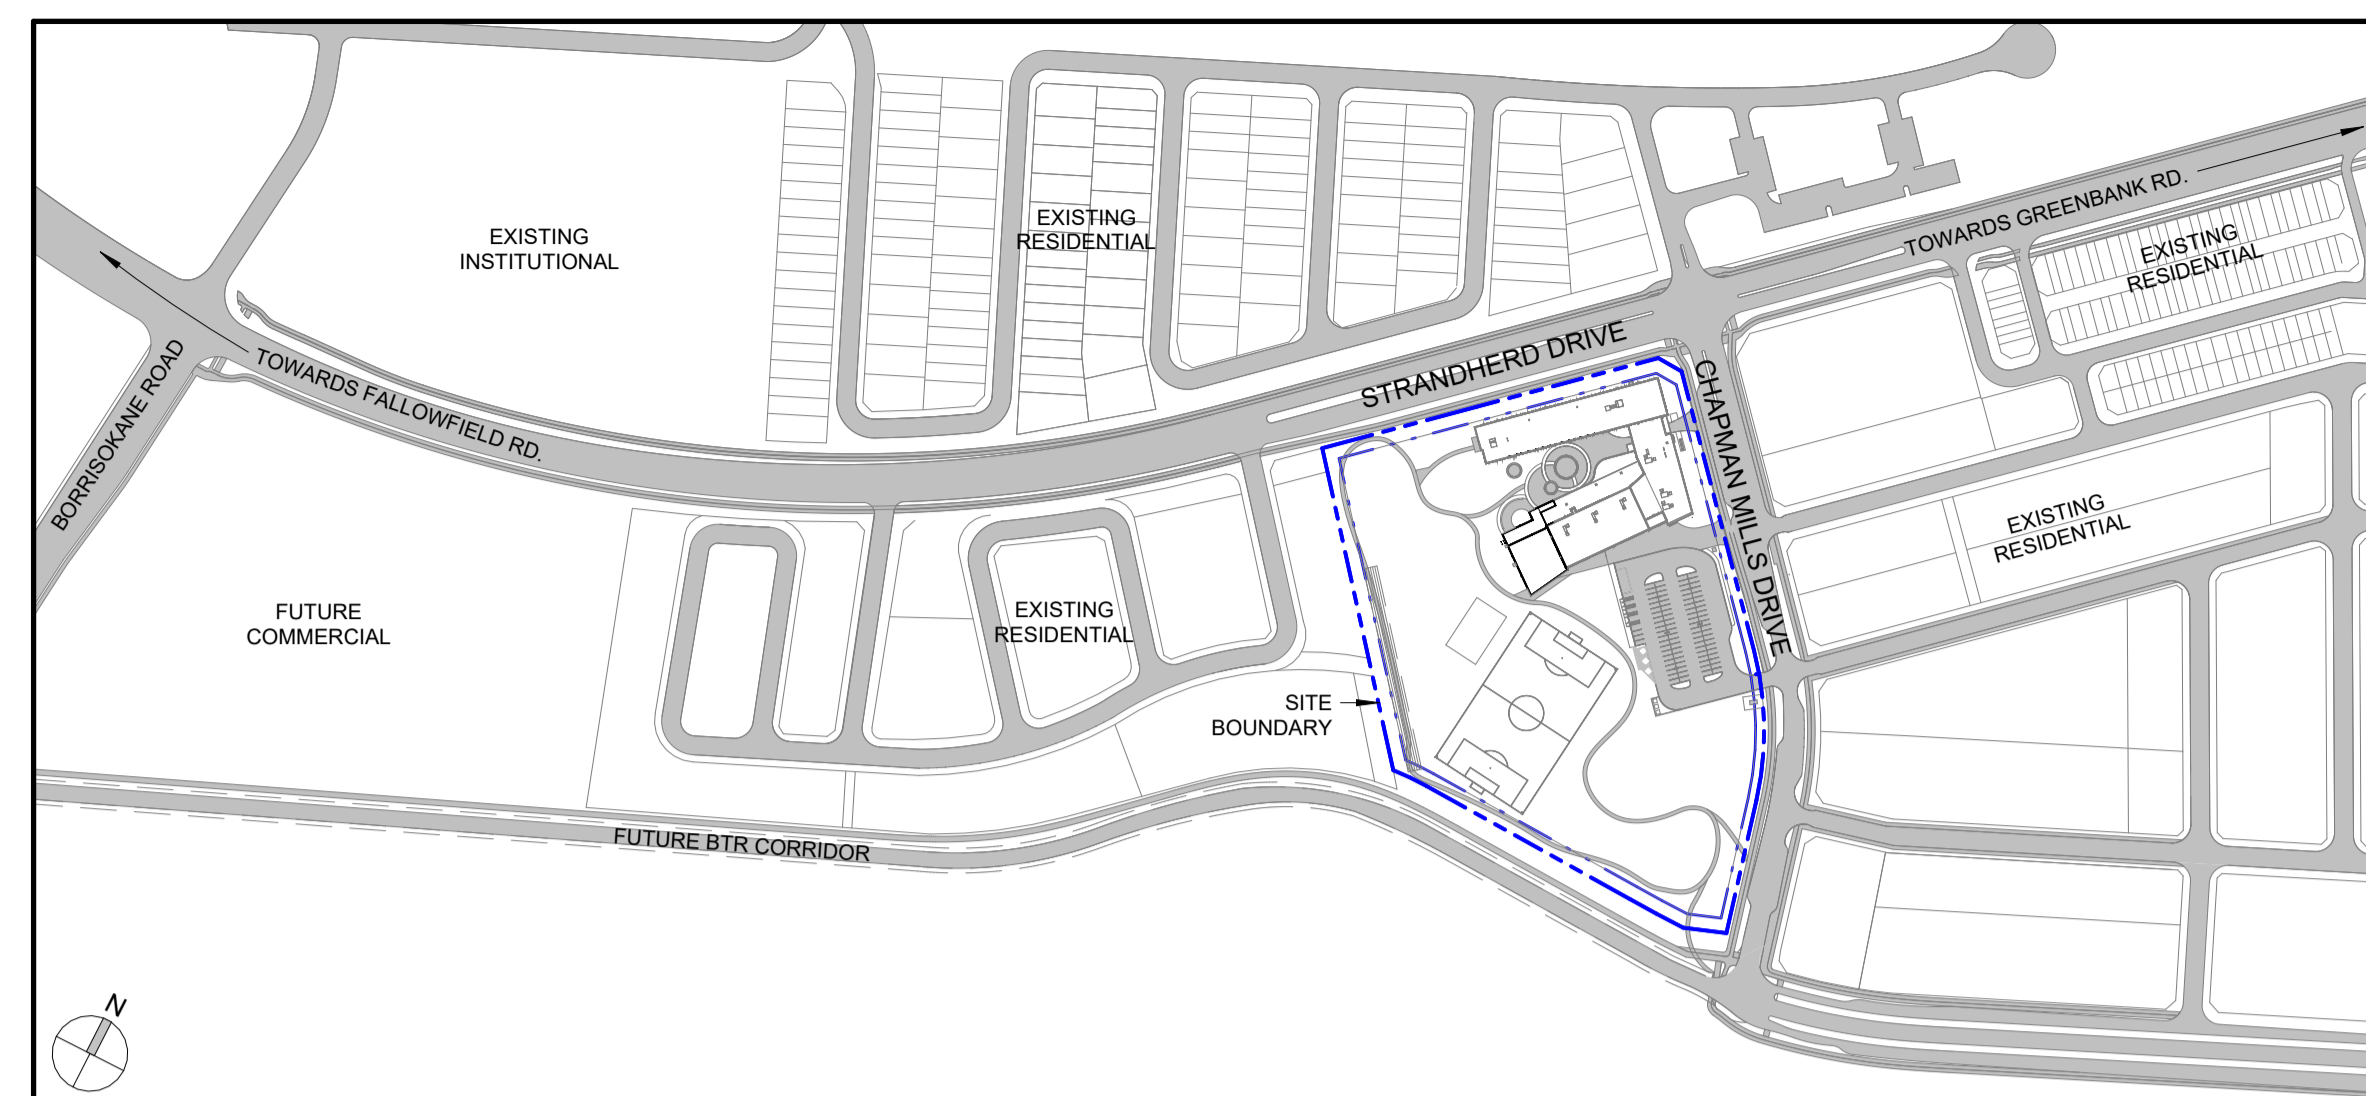 EXISTING
INSTITUTIONAL
EXISTING
RESIDENTIAL
TOWARDS GREENBANK RD.
EXISTING
RESIDENTIAL
TOWARDS FALLOWFIELD RD.
BORRISOKANE ROAD
STRANDHERD DRIVE
CHAPMAN MILLS DRIVE
EXISTING
RESIDENTIAL
FUTURE
COMMERCIAL
EXISTING
RESIDENTIAL
SITE
BOUNDARY
FUTURE BTR CORRIDOR
N